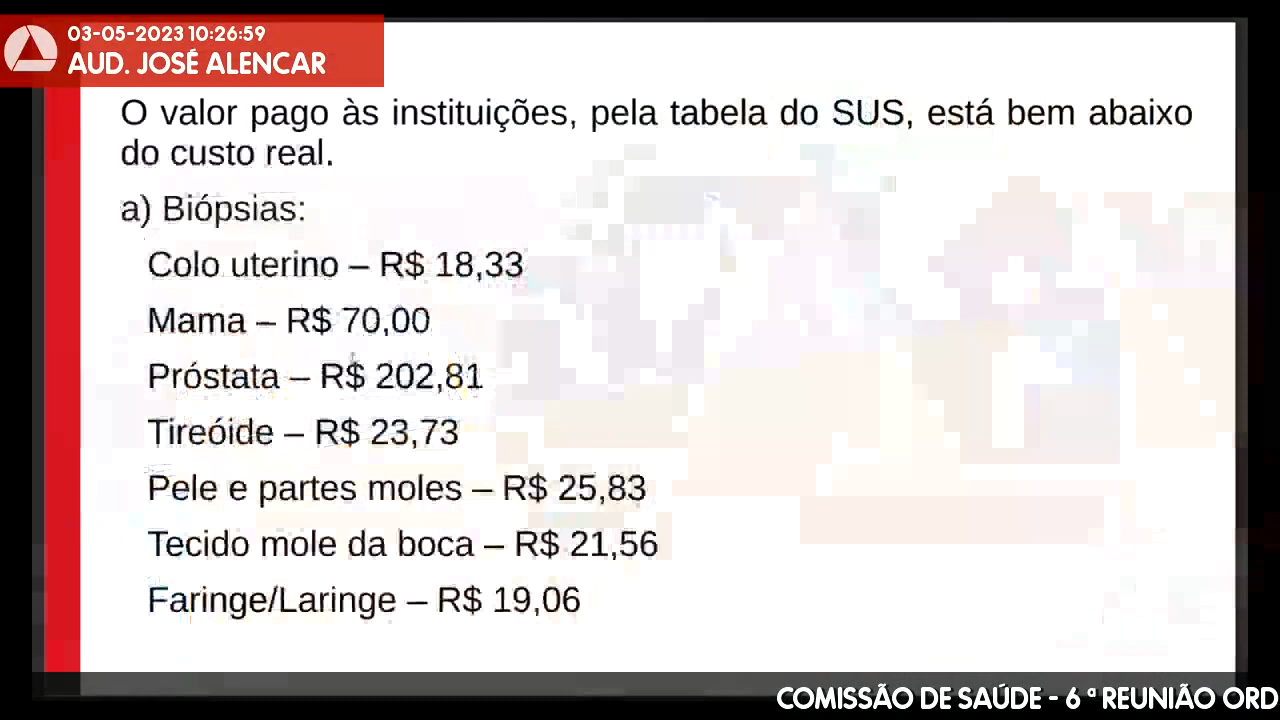 03-05-2023 10:26:59
AUD. JOSÉ ALENCAR
O valor pago às instituições, pela tabela do SUS, está bem abaixo
do custo real.
a) Biópsias:
Colo uterino – R$ 18,33
Mama – R$ 70,00
Próstata – R$ 202,81
Tireóide – R$ 23,73
Pele e partes moles – R$ 25,83
Tecido mole da boca – R$ 21,56
Faringe/Laringe – R$ 19,06
COMISSÃO DE SAÚDE - 6 ª REUNIÃO ORD